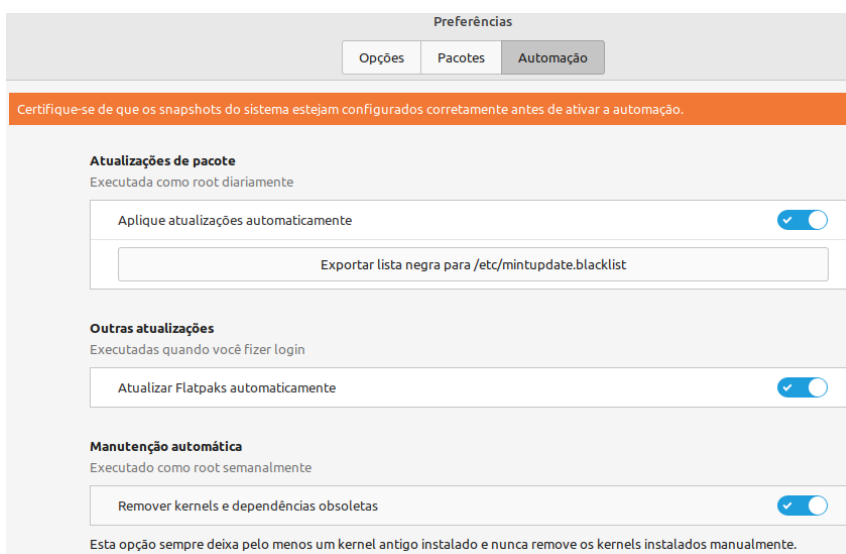 Preferências
Opções
Pacotes
Automação
Certifique-se de que os snapshots do sistema estejam configurados corretamente antes de ativar a automação.
Atualizações de pacote
Executada como root diariamente
Aplique atualizações automaticamente
Exportar lista negra para /etc/mintupdate.blacklist
Outras atualizações
Executadas quando você fizer login
Atualizar Flatpaks automaticamente
Manutenção automática
Executado como root semanalmente
Remover kernels e dependências obsoletas
Esta opção sempre deixa pelo menos um kernel antigo instalado e nunca remove os kernels instalados manualmente.